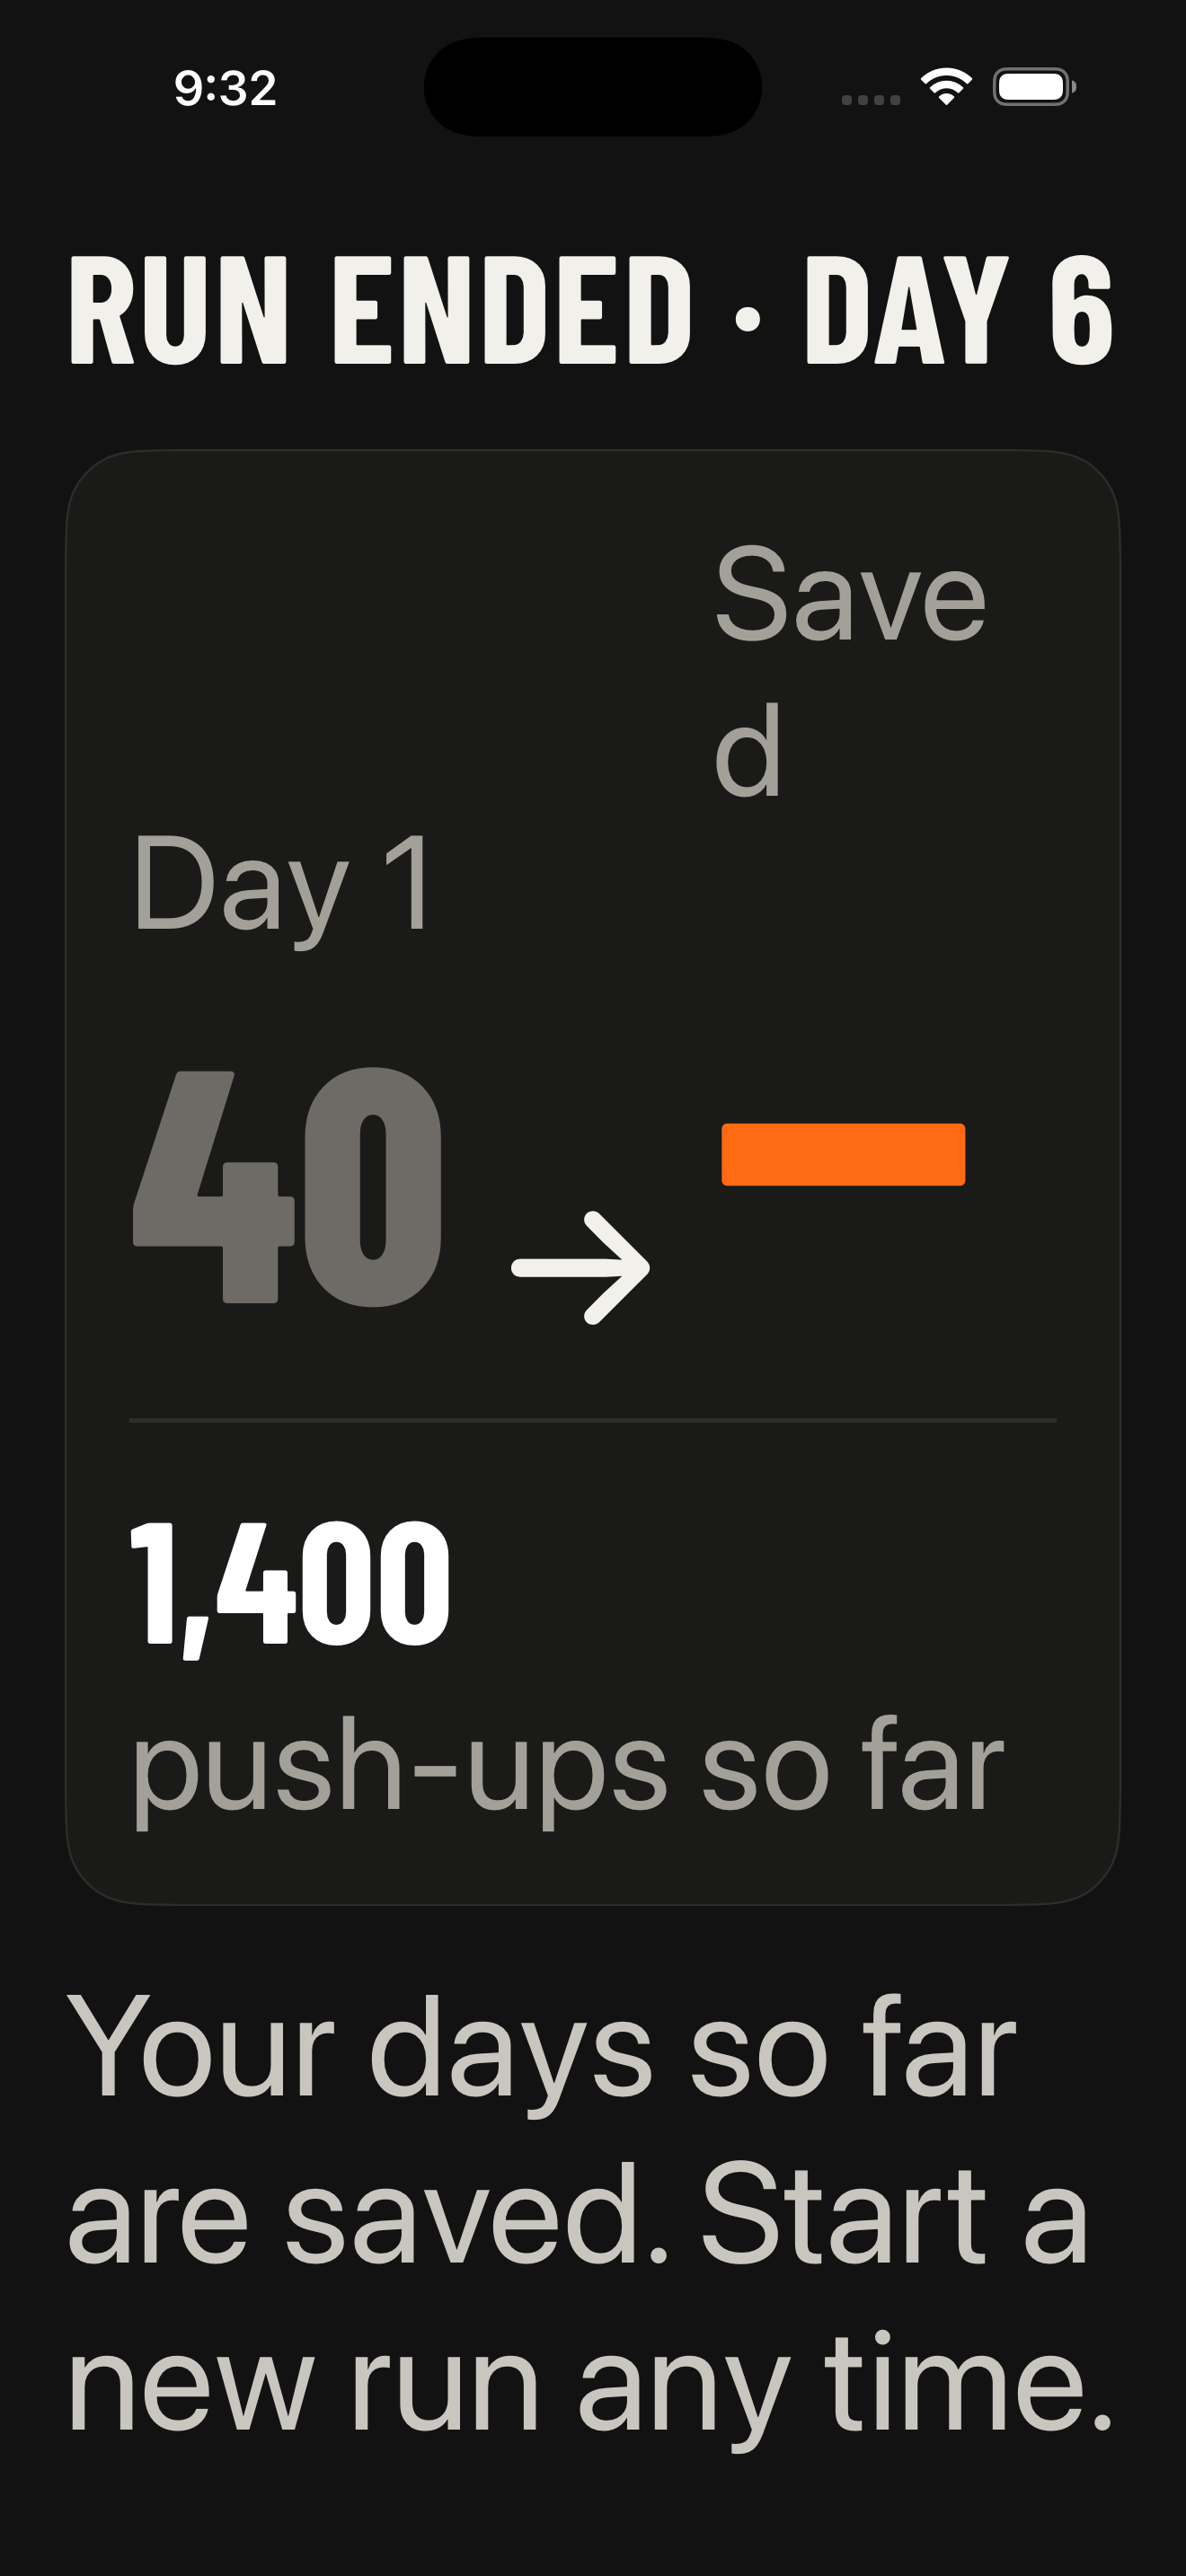 9:32
RUN ENDED · DAY 6
Save
d
Day 1
40 → —
1,400
push-ups so far
Your days so far
are saved. Start a
new run any time.